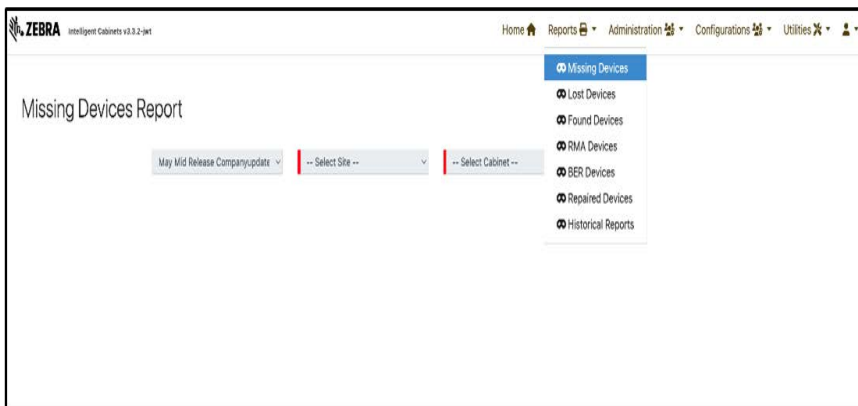 ZEBRA Intelligent Cabinets v3.3.2-jwt
Home Reports Administration Configurations Utilities
Missing Devices
Lost Devices
Found Devices
RMA Devices
BER Devices
Repaired Devices
Historical Reports
Missing Devices Report
May Mid Release Companyupdate -- Select Site -- -- Select Cabinet --